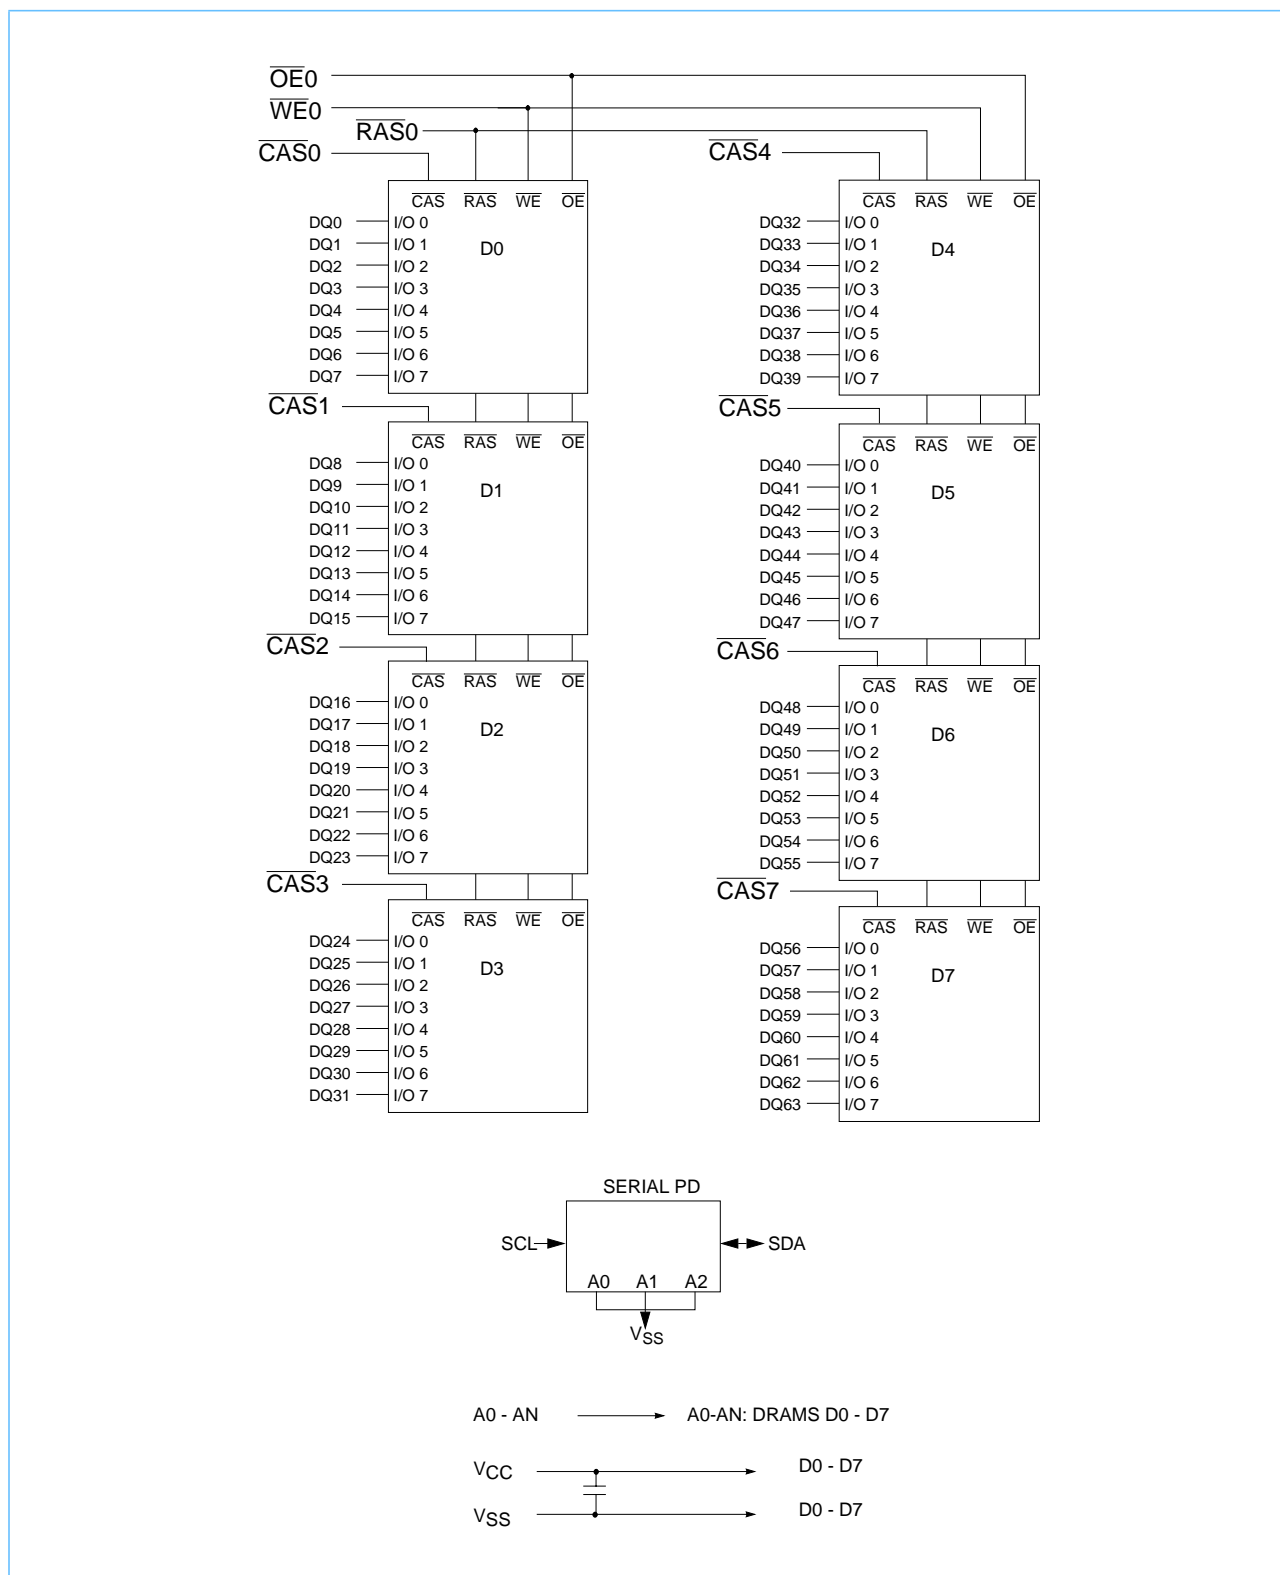 OE0
WE0
RAS0
CAS0
CAS RAS WE OE
DQ0 I/O 0
DQ1 I/O 1
D0
DQ2 I/O 2
DQ3 I/O 3
DQ4 I/O 4
DQ5 I/O 5
DQ6 I/O 6
DQ7 I/O 7
CAS1
CAS RAS WE OE
DQ8 I/O 0
DQ9 I/O 1
D1
DQ10 I/O 2
DQ11 I/O 3
DQ12 I/O 4
DQ13 I/O 5
DQ14 I/O 6
DQ15 I/O 7
CAS2
CAS RAS WE OE
DQ16 I/O 0
DQ17 I/O 1
D2
DQ18 I/O 2
DQ19 I/O 3
DQ20 I/O 4
DQ21 I/O 5
DQ22 I/O 6
DQ23 I/O 7
CAS3
CAS RAS WE OE
DQ24 I/O 0
DQ25 I/O 1
D3
DQ26 I/O 2
DQ27 I/O 3
DQ28 I/O 4
DQ29 I/O 5
DQ30 I/O 6
DQ31 I/O 7
CAS4
CAS RAS WE OE
DQ32 I/O 0
DQ33 I/O 1
D4
DQ34 I/O 2
DQ35 I/O 3
DQ36 I/O 4
DQ37 I/O 5
DQ38 I/O 6
DQ39 I/O 7
CAS5
CAS RAS WE OE
DQ40 I/O 0
DQ41 I/O 1
D5
DQ42 I/O 2
DQ43 I/O 3
DQ44 I/O 4
DQ45 I/O 5
DQ46 I/O 6
DQ47 I/O 7
CAS6
CAS RAS WE OE
DQ48 I/O 0
DQ49 I/O 1
D6
DQ50 I/O 2
DQ51 I/O 3
DQ52 I/O 4
DQ53 I/O 5
DQ54 I/O 6
DQ55 I/O 7
CAS7
CAS RAS WE OE
DQ56 I/O 0
DQ57 I/O 1
D7
DQ58 I/O 2
DQ59 I/O 3
DQ60 I/O 4
DQ61 I/O 5
DQ62 I/O 6
DQ63 I/O 7
SERIAL PD
SCL SDA
A0 A1 A2
VSS
A0 - AN A0-AN: DRAMS D0 - D7
VCC D0 - D7
VSS D0 - D7